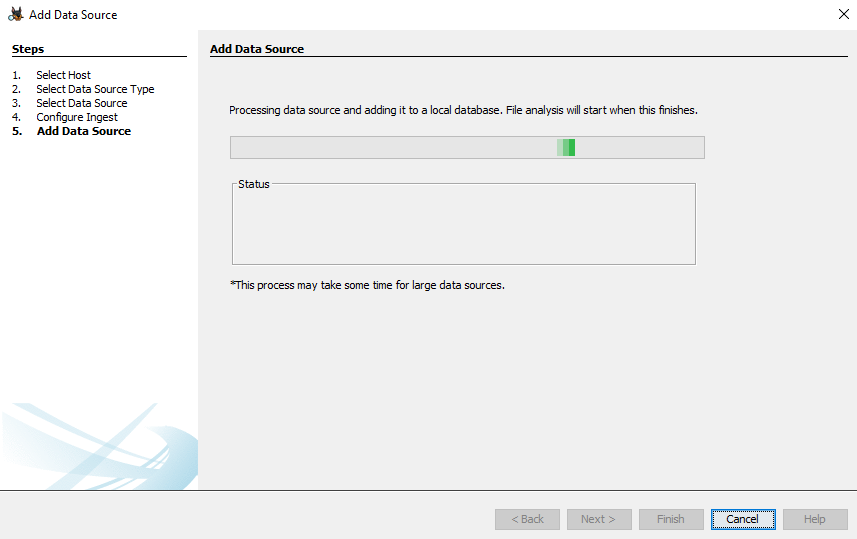 Add Data Source
Steps
1. Select Host
2. Select Data Source Type
3. Select Data Source
4. Configure Ingest
5. Add Data Source
Add Data Source
Processing data source and adding it to a local database. File analysis will start when this finishes.
Status
*This process may take some time for large data sources.
< Back
Next >
Finish
Cancel
Help